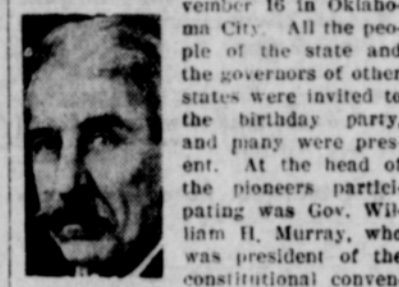 vember 16 in Oklaho-
ma City. All the peo-
ple of the state and
the governors of other
states were invited to
the birthday party,
and many were pres-
ent. At the head of
the pioneers partici-
pating was Gov. Wil-
liam H. Murray, who
was president of the
constitutional conven-